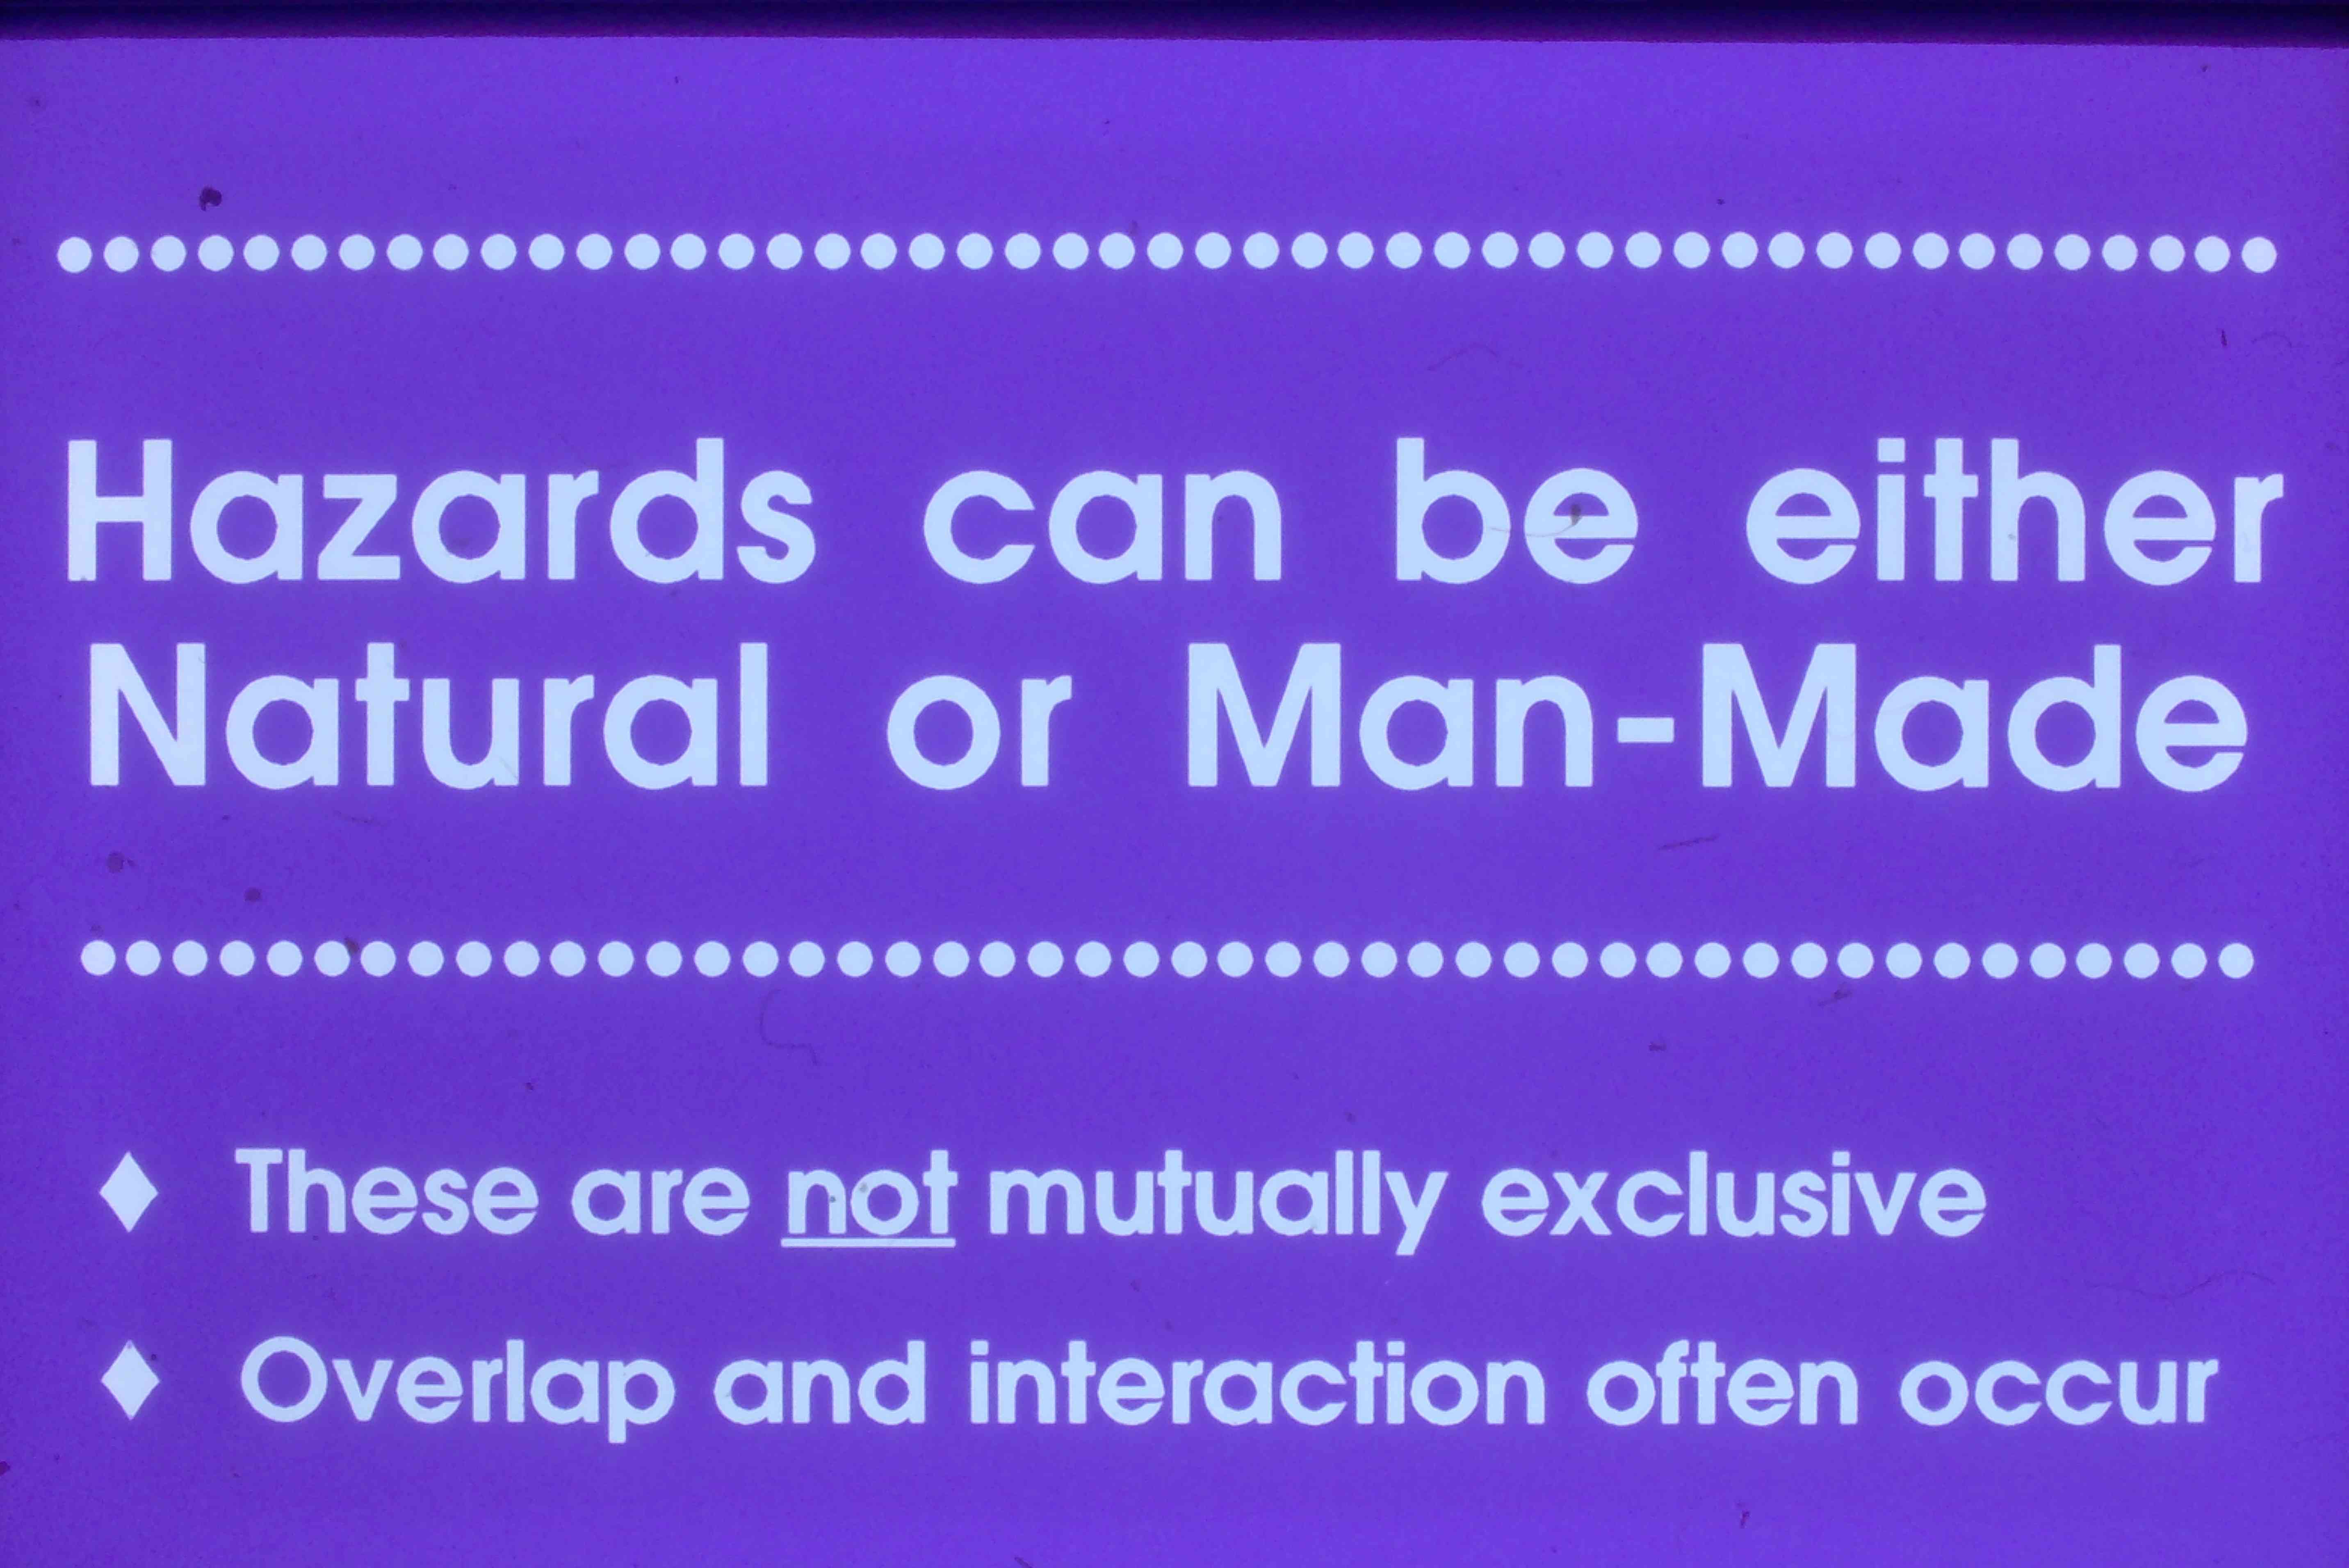 Hazards can be either
Natural or Man-Made
♦ These are not mutually exclusive
♦ Overlap and interaction often occur